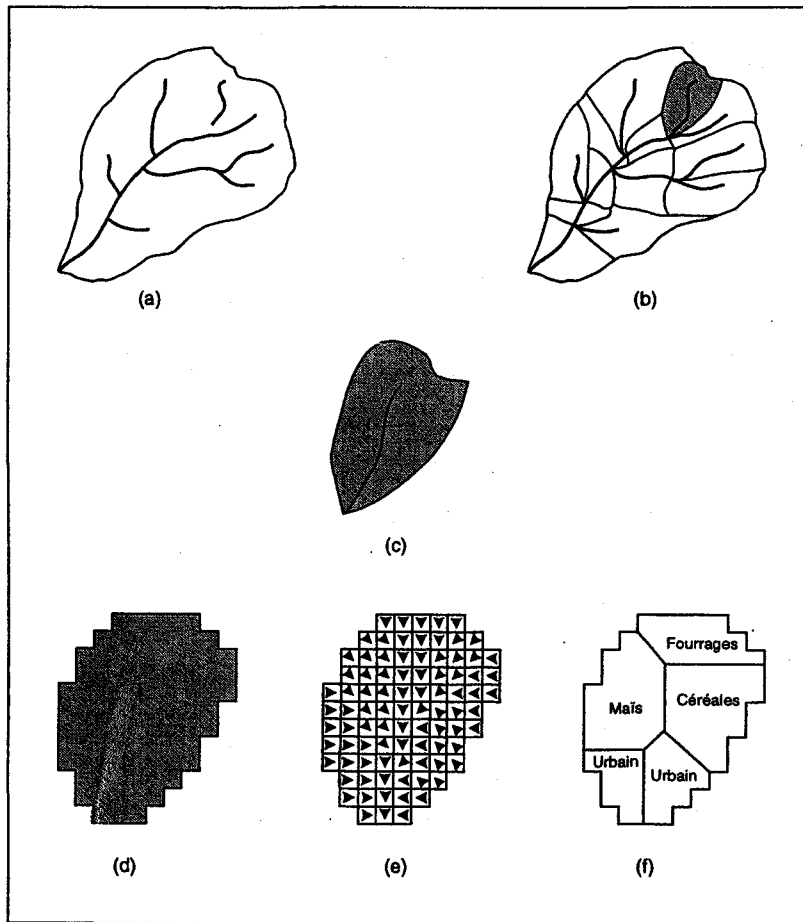 (a)
(b)
(c)
Fourrages
Maïs
Céréales
Urbain
Urbain
(d)
(e)
(f)